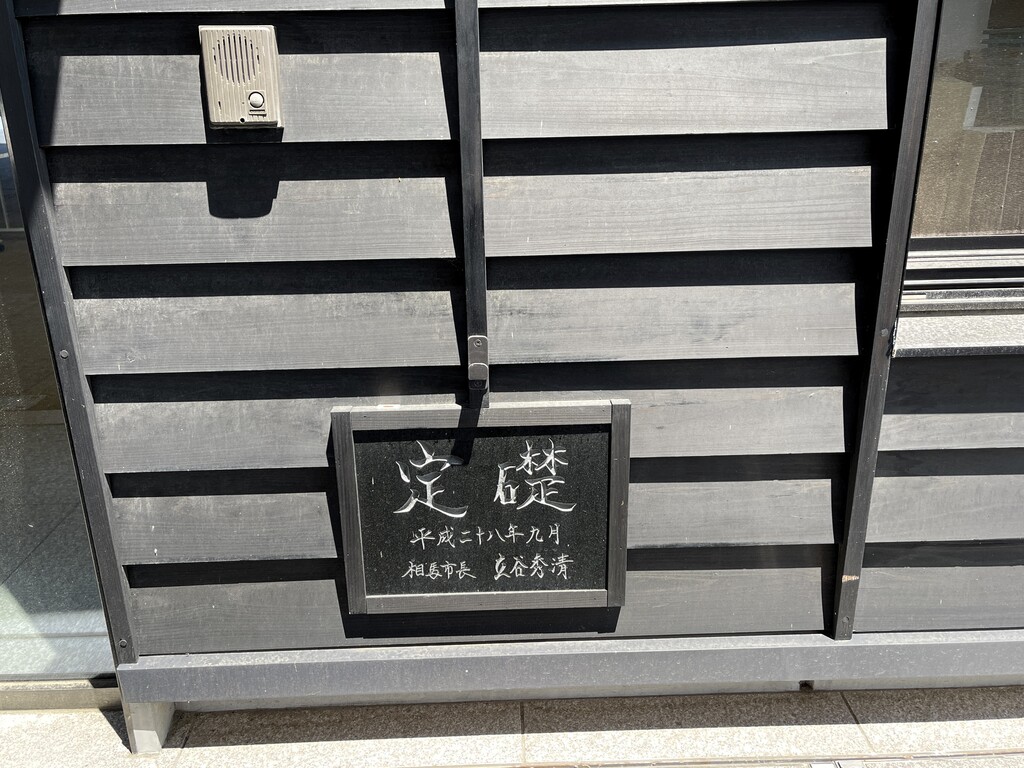 定礎
平成二十八年九月
相馬市長 立谷秀清